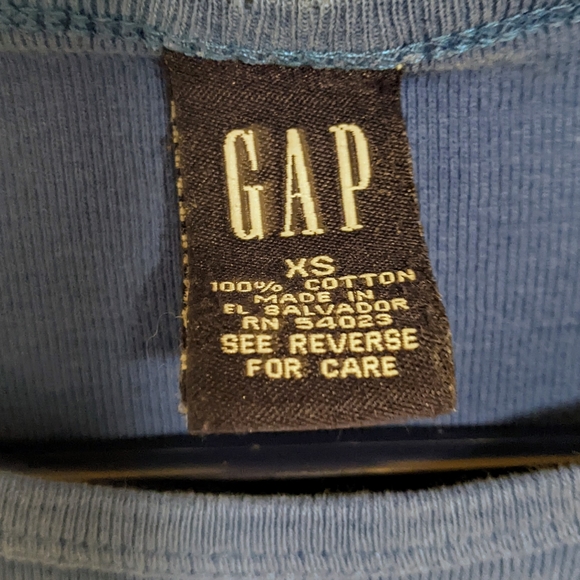 GAP
XS
100% COTTON
MADE IN
EL SALVADOR
RN 54023
SEE REVERSE
FOR CARE